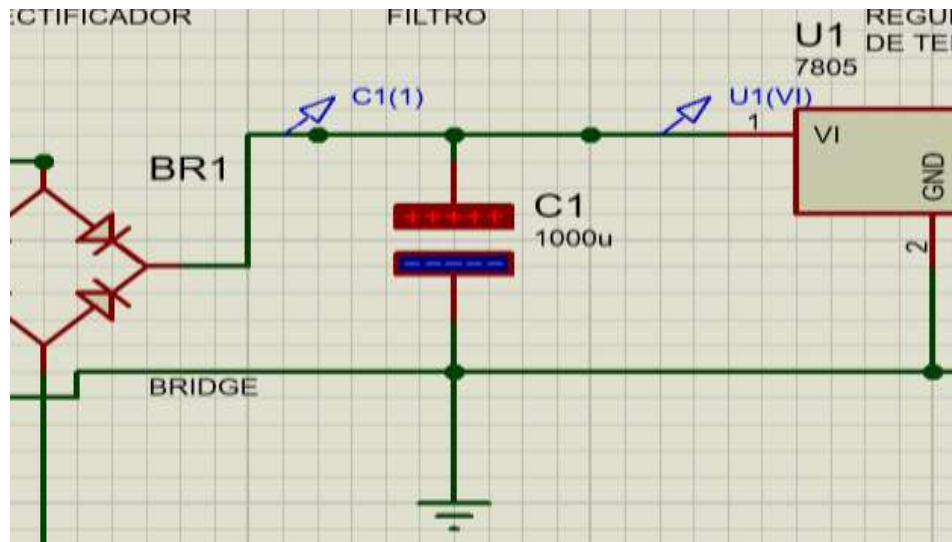 ECTIFICADOR
FILTRO
REGU
U1
DE TE
7805
C1(1)
U1(VI)
1
VI
BR1
GND
C1
1000u
2
BRIDGE